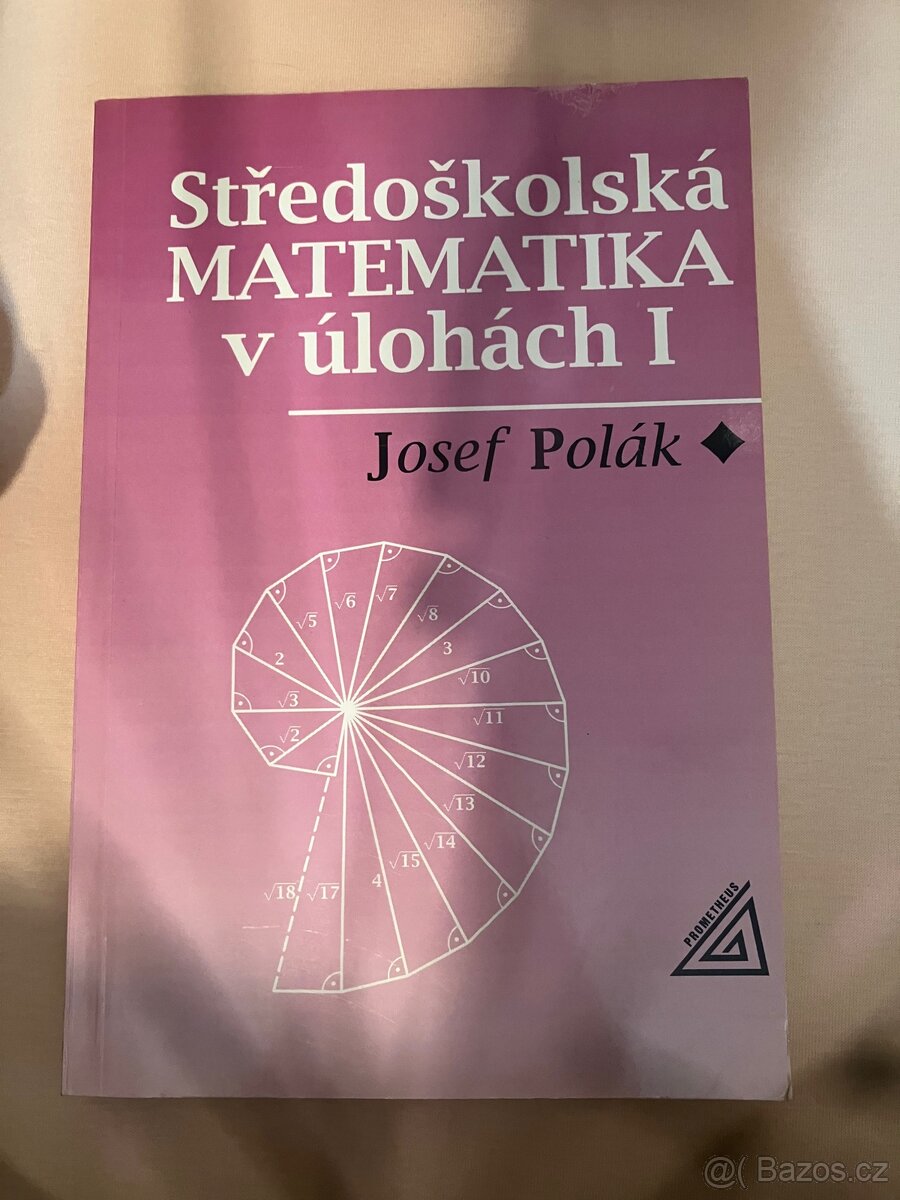 Středoškolská
MATEMATIKA
v úlohách I
Josef Polák
√6
√7
√5
√8
2
3
√3
√10
√2
√11
√12
√13
√14
√15
4
√18
√17
PROMETHEUS
@( Bazos.cz